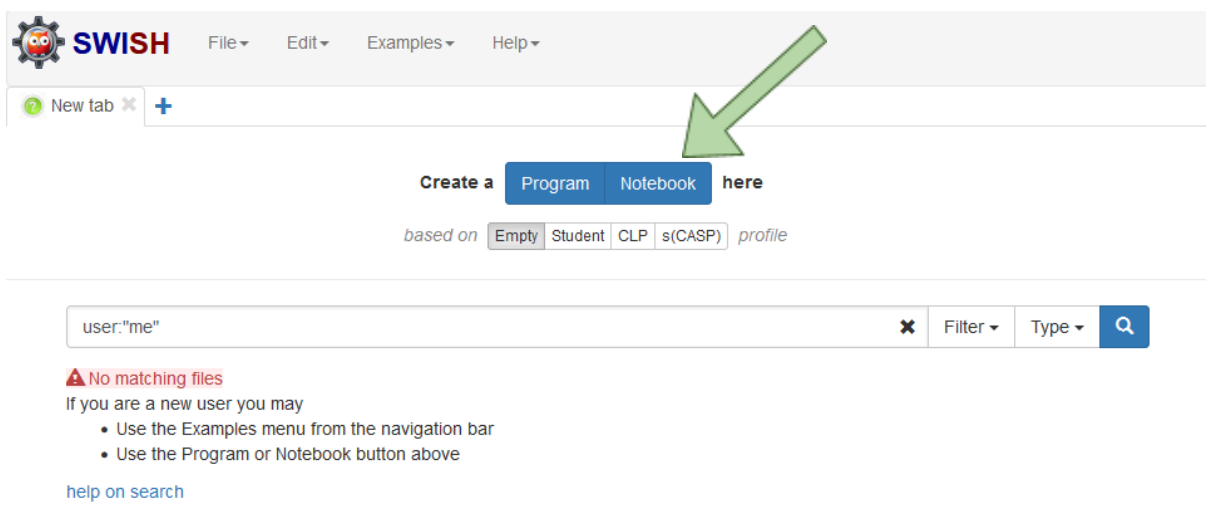 SWISH File Edit Examples Help
New tab
Create a Program Notebook here
based on Empty Student CLP s(CASP) profile
user:"me" Filter Type
No matching files
If you are a new user you may
• Use the Examples menu from the navigation bar
• Use the Program or Notebook button above
help on search